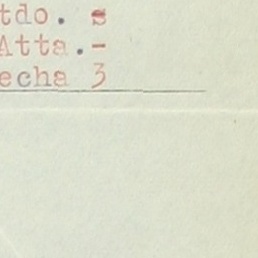 tdo. s
Atta.-
echa 3